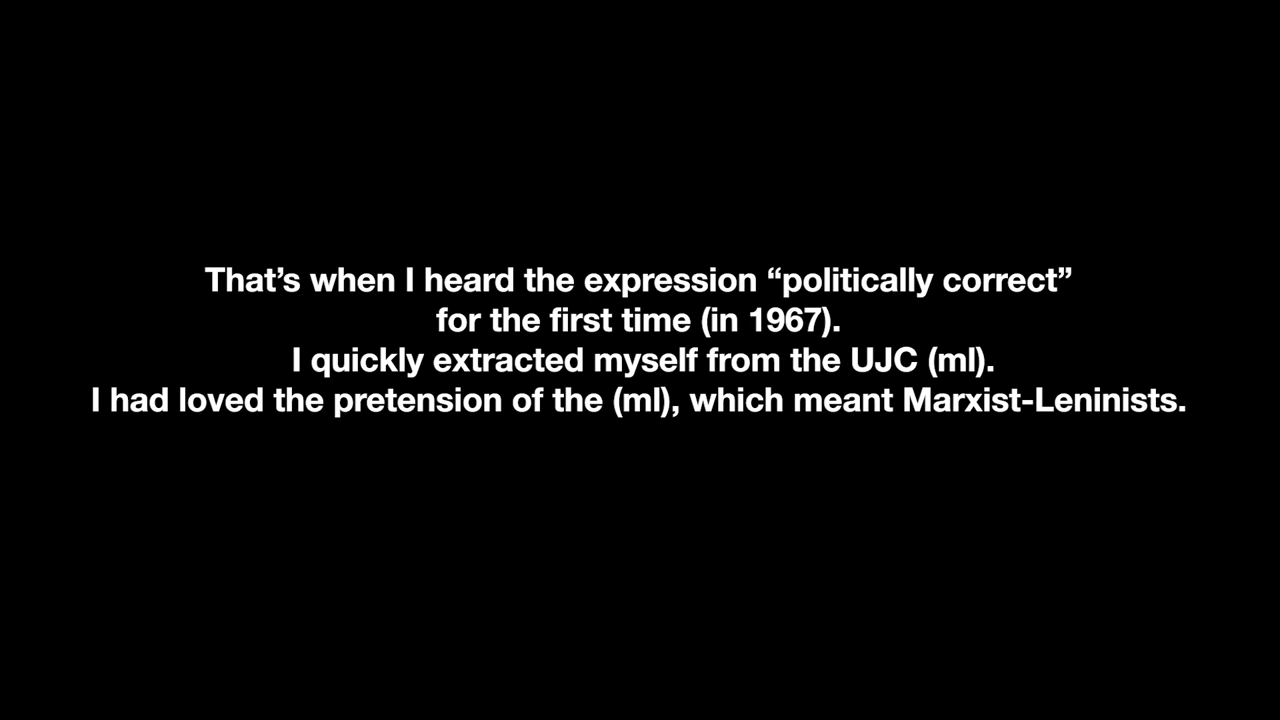 That’s when I heard the expression “politically correct”
for the first time (in 1967).
I quickly extracted myself from the UJC (ml).
I had loved the pretension of the (ml), which meant Marxist-Leninists.